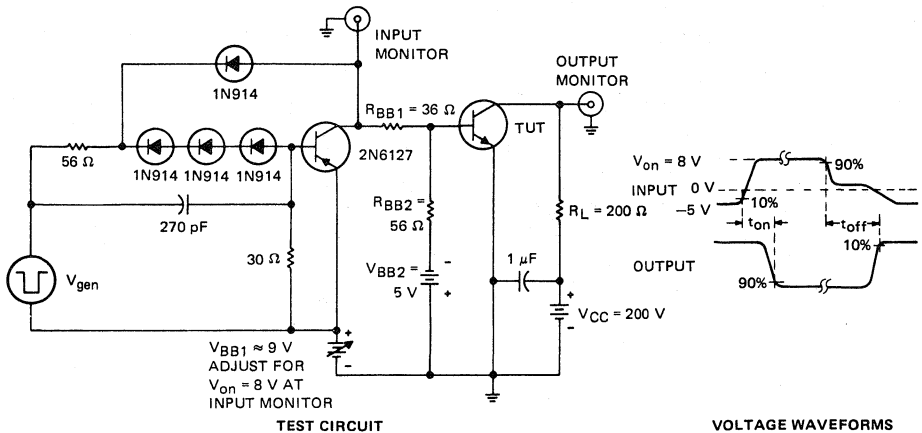 INPUT
MONITOR
OUTPUT
MONITOR
1N914
R_BB1 = 36 Ω
TUT
56 Ω
1N914 1N914 1N914
2N6127
270 pF
R_BB2 =
56 Ω
R_L = 200 Ω
30 Ω
V_gen
V_BB2 =
5 V
-
+
1 μF
+
-
V_CC = 200 V
+
-
V_BB1 ≈ 9 V
ADJUST FOR
V_on = 8 V AT
INPUT MONITOR
TEST CIRCUIT
V_on = 8 V
90%
INPUT 0 V
10%
-5 V
t_on
t_off
10%
OUTPUT
90%
VOLTAGE WAVEFORMS